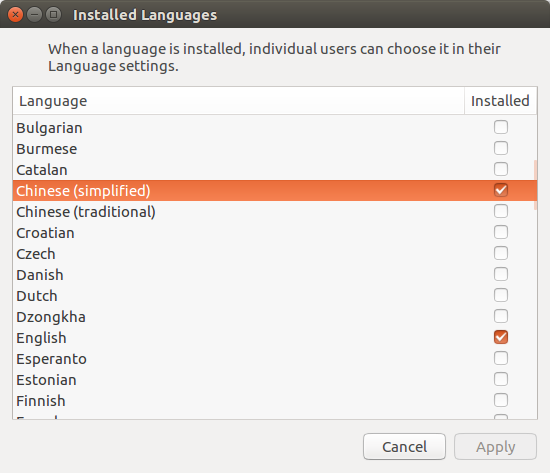 Installed Languages
When a language is installed, individual users can choose it in their
Language settings.
Language Installed
Bulgarian
Burmese
Catalan
Chinese (simplified)
Chinese (traditional)
Croatian
Czech
Danish
Dutch
Dzongkha
English
Esperanto
Estonian
Finnish
Cancel Apply